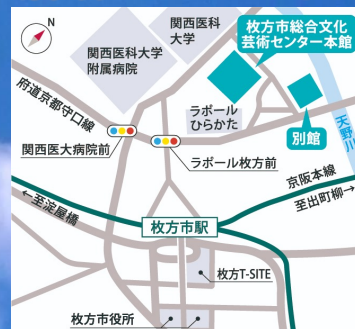 N
関西医科
大学
関西医科大学
附属病院
枚方市総合文化
芸術センター本館
別館
天野川
ラポール
ひらかた
府道京都守口線
関西医大病院前
ラポール枚方前
京阪本線
至出町柳→
←至淀屋橋
枚方市駅
枚方T-SITE
枚方市役所